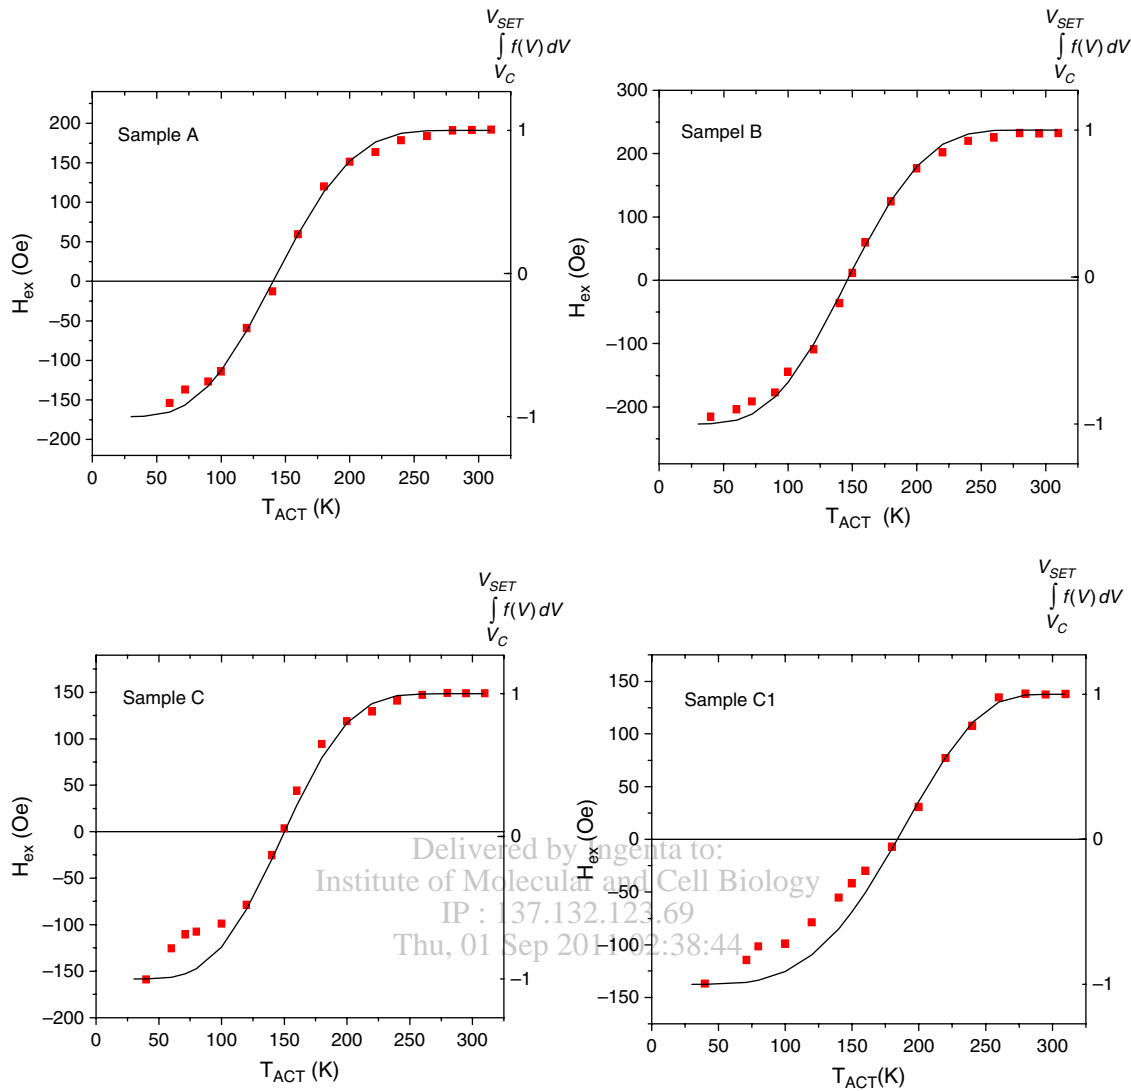 V_SET
∫ f(V) dV
V_C
Sample A
200
150
100
50
0
−50
−100
−150
−200
H_ex (Oe)
1
0
−1
0 50 100 150 200 250 300
T_ACT (K)
V_SET
∫ f(V) dV
V_C
Sampel B
300
200
100
0
−100
−200
H_ex (Oe)
1
0
−1
0 50 100 150 200 250 300
T_ACT (K)
V_SET
∫ f(V) dV
V_C
Sample C
150
100
50
0
−50
−100
−150
−200
H_ex (Oe)
1
0
−1
0 50 100 150 200 250 300
T_ACT (K)
V_SET
∫ f(V) dV
V_C
Sample C1
150
100
50
0
−50
−100
−150
H_ex (Oe)
1
0
−1
0 50 100 150 200 250 300
T_ACT(K)
Delivered by Ingenta to:
Institute of Molecular and Cell Biology
IP : 137.132.123.69
Thu, 01 Sep 2011 02:38:44